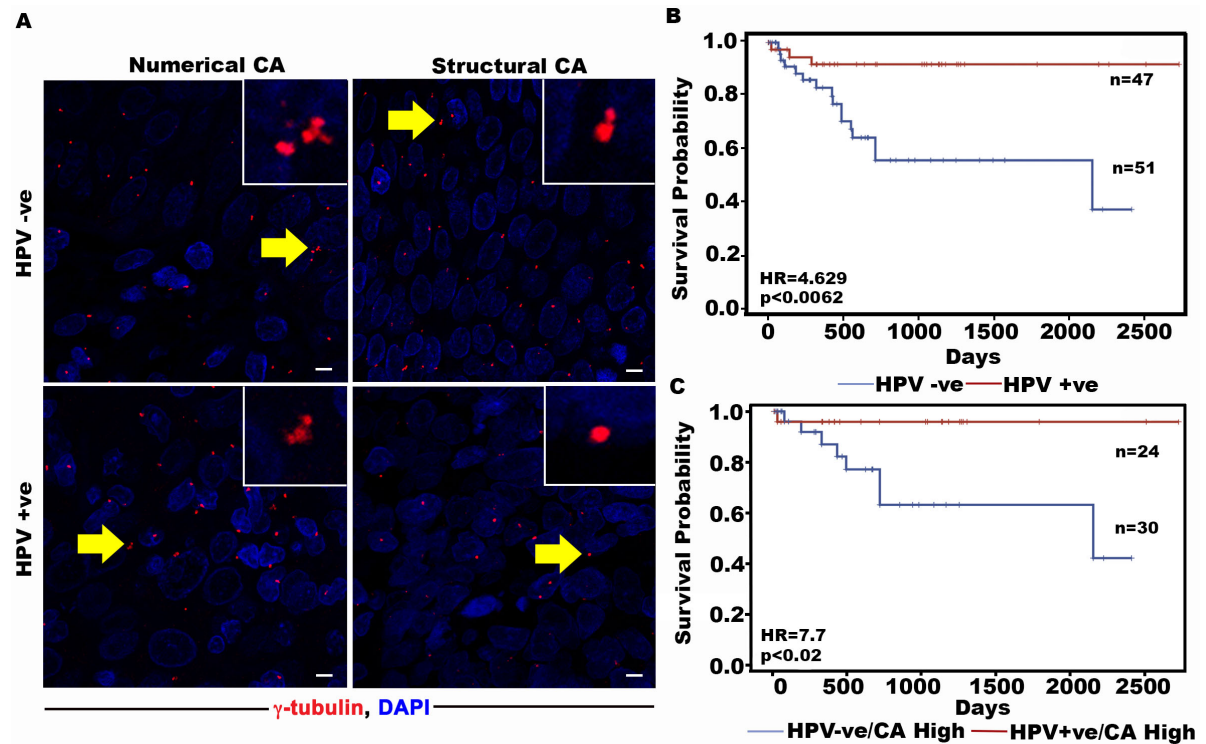 A
Numerical CA
Structural CA
HPV -ve
HPV +ve
γ-tubulin, DAPI
B
Survival Probability
1.0
0.8
0.6
0.4
0.2
0.0
n=47
n=51
HR=4.629
p<0.0062
0 500 1000 1500 2000 2500
Days
HPV -ve HPV +ve
C
Survival Probability
1.0
0.8
0.6
0.4
0.2
0.0
n=24
n=30
HR=7.7
p<0.02
0 500 1000 1500 2000 2500
Days
HPV-ve/CA High HPV+ve/CA High